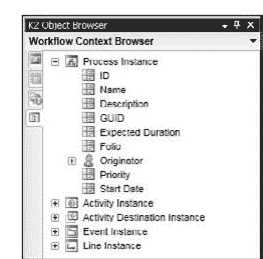 K2 Object Browser
Workflow Context Browser
Process Instance
ID
Name
Description
GUID
Expected Duration
Folio
Originator
Priority
Start Date
Activity Instance
Activity Destination Instance
Event Instance
Line Instance